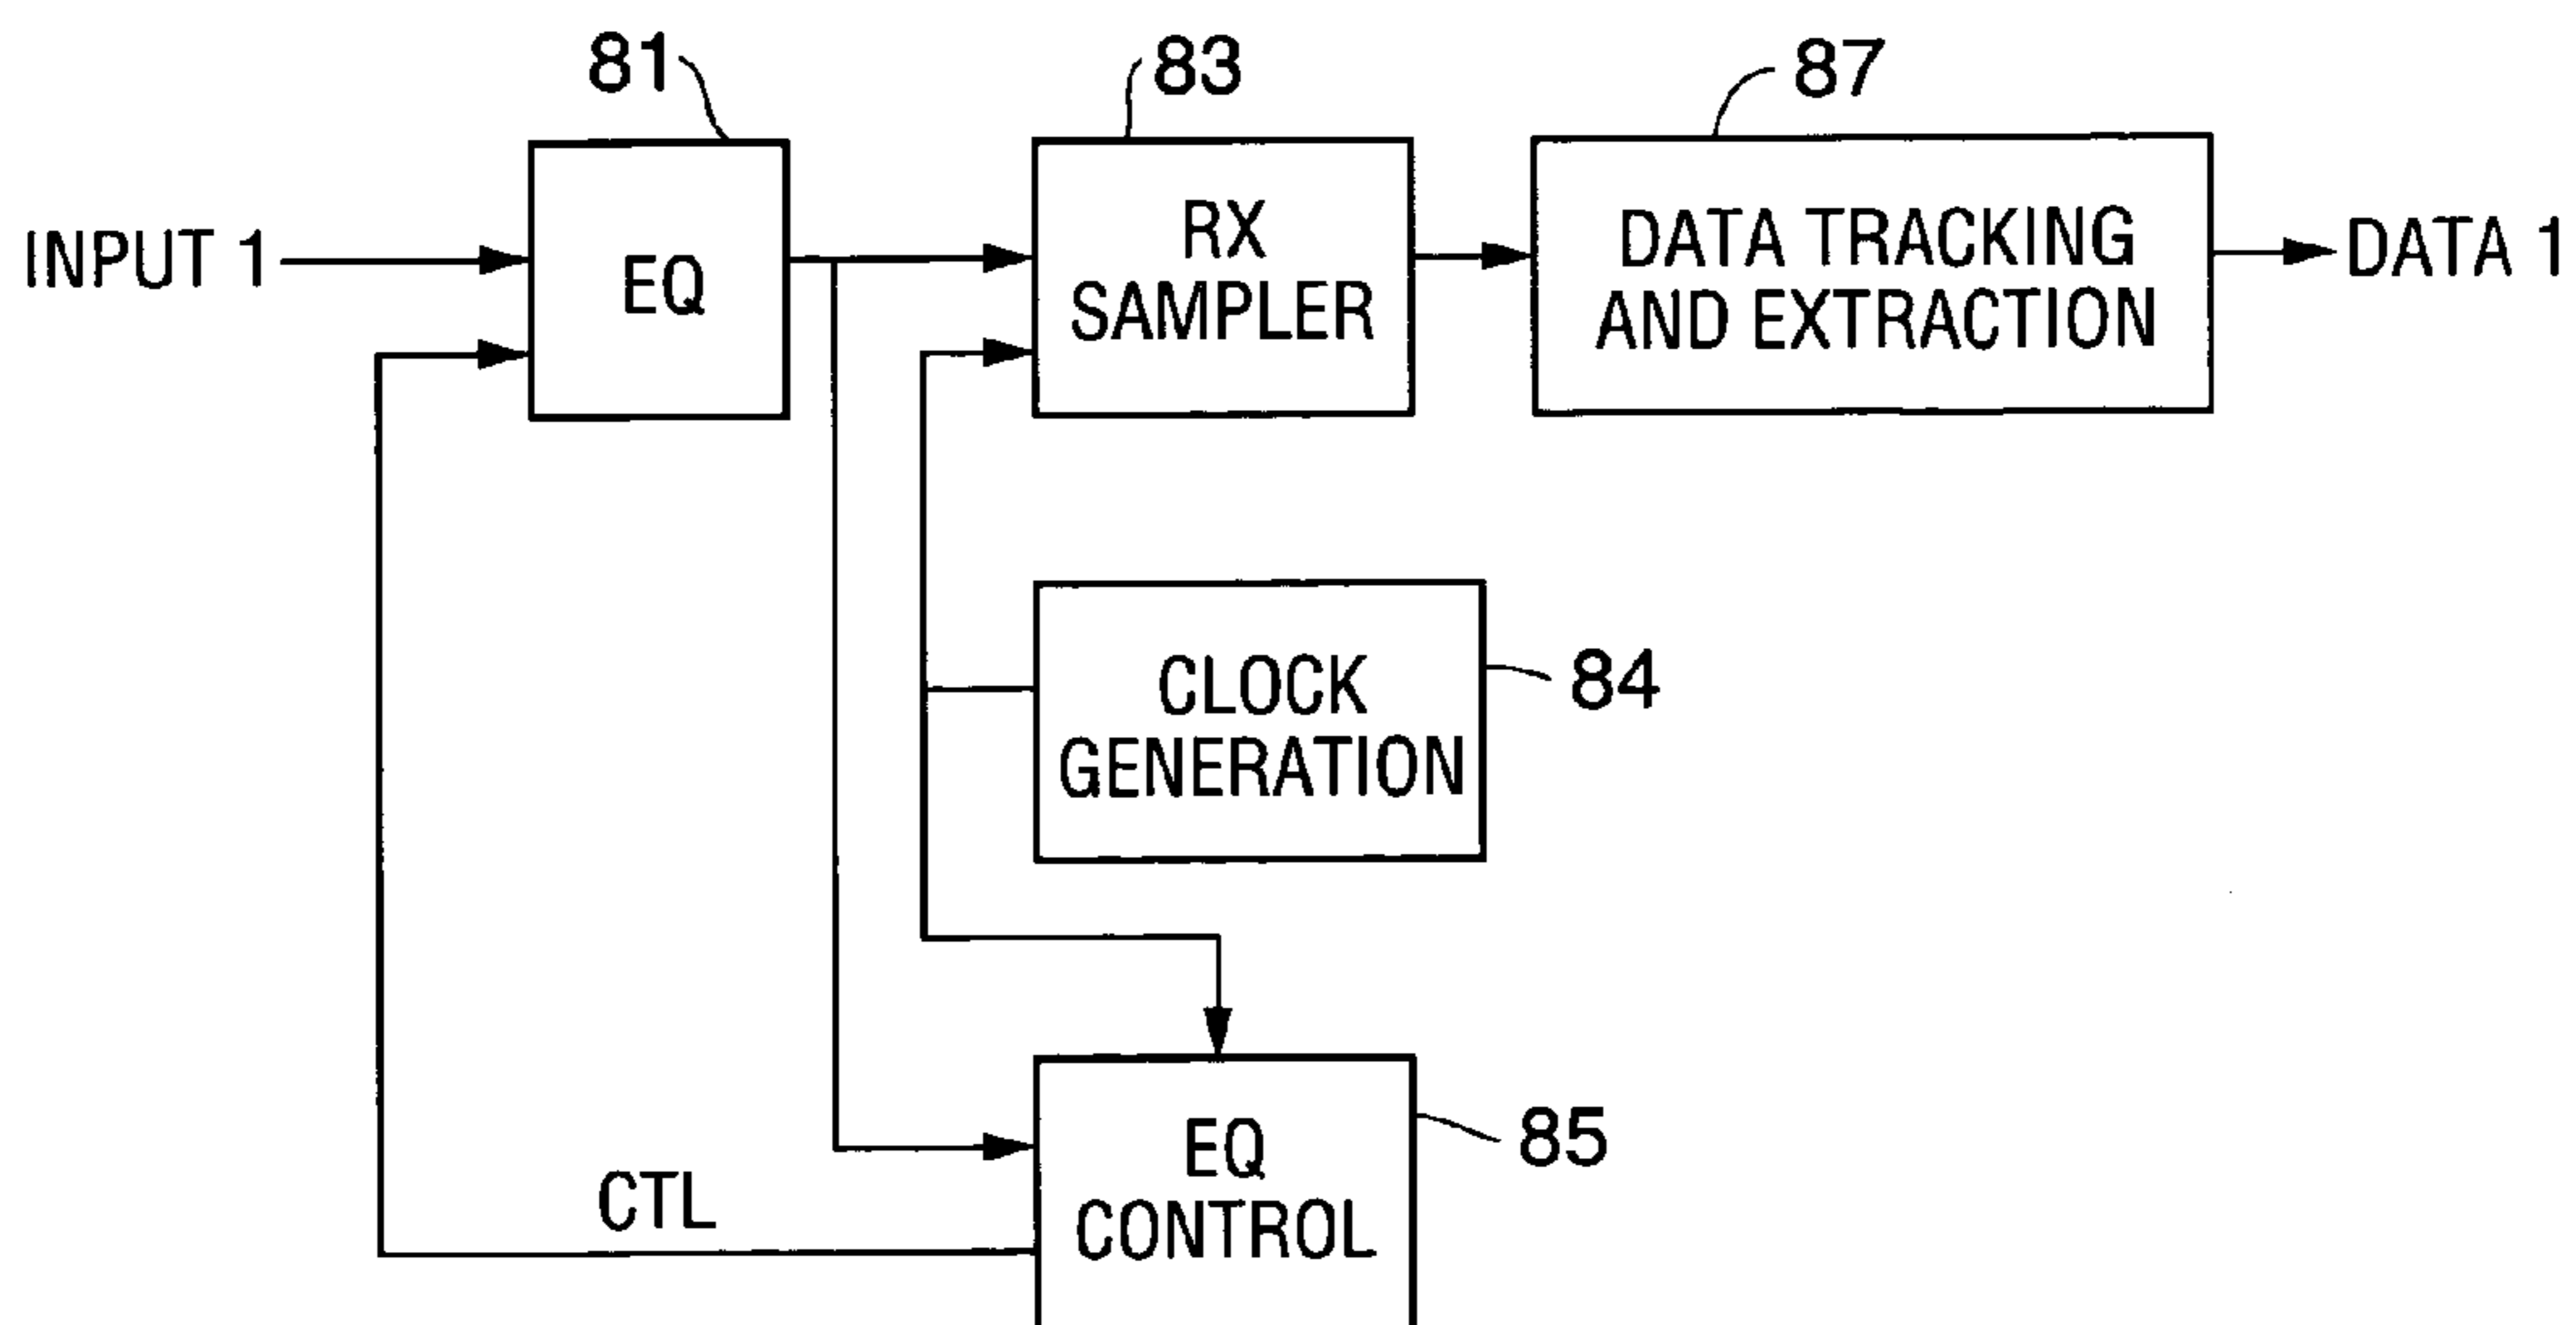 81
83
87
INPUT 1
EQ
RX
SAMPLER
DATA TRACKING
AND EXTRACTION
DATA 1
CLOCK
GENERATION
84
EQ
CONTROL
85
CTL